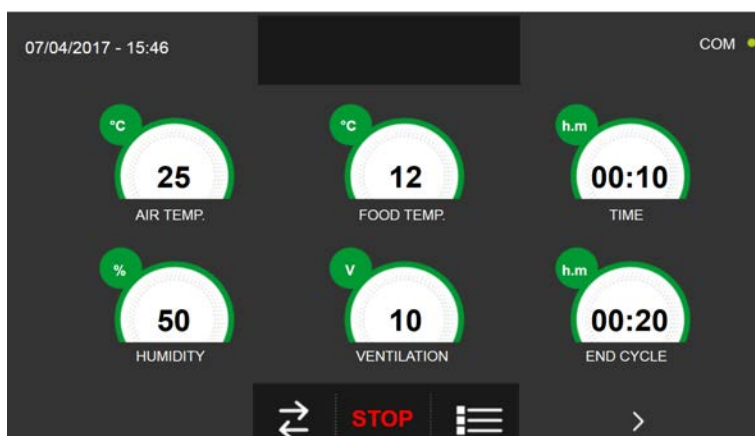 07/04/2017 - 15:46
COM
°C
°C
h.m
25
12
00:10
AIR TEMP.
FOOD TEMP.
TIME
%
V
h.m
50
10
00:20
HUMIDITY
VENTILATION
END CYCLE
STOP